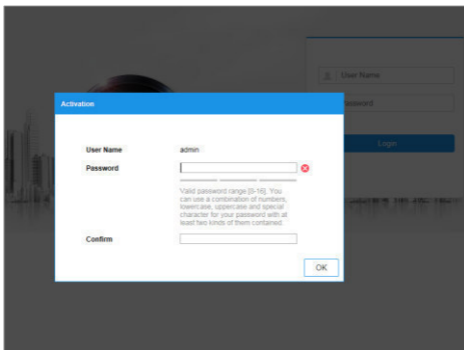 User Name
Password
Login
Activation
User Name admin
Password
Valid password range [8-16]. You
can use a combination of numbers,
lowercase, uppercase and special
character for your password with at
least two kinds of them contained.
Confirm
OK